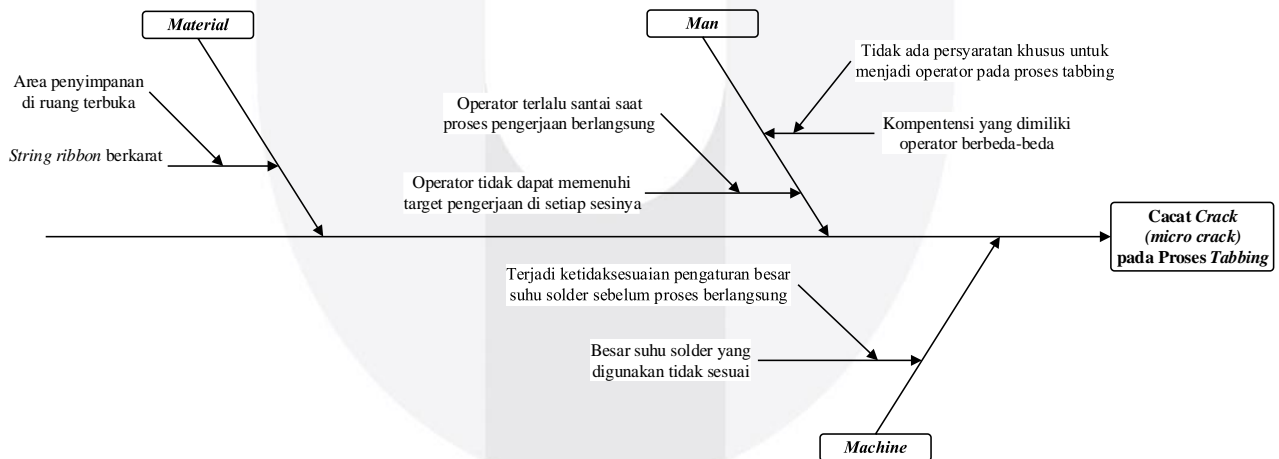 Material
Man
Area penyimpanan
di ruang terbuka
String ribbon berkarat
Operator terlalu santai saat
proses pengerjaan berlangsung
Operator tidak dapat memenuhi
target pengerjaan di setiap sesinya
Tidak ada persyaratan khusus untuk
menjadi operator pada proses tabbing
Kompentensi yang dimiliki
operator berbeda-beda
Cacat Crack
(micro crack)
pada Proses Tabbing
Terjadi ketidaksesuaian pengaturan besar
suhu solder sebelum proses berlangsung
Besar suhu solder yang
digunakan tidak sesuai
Machine